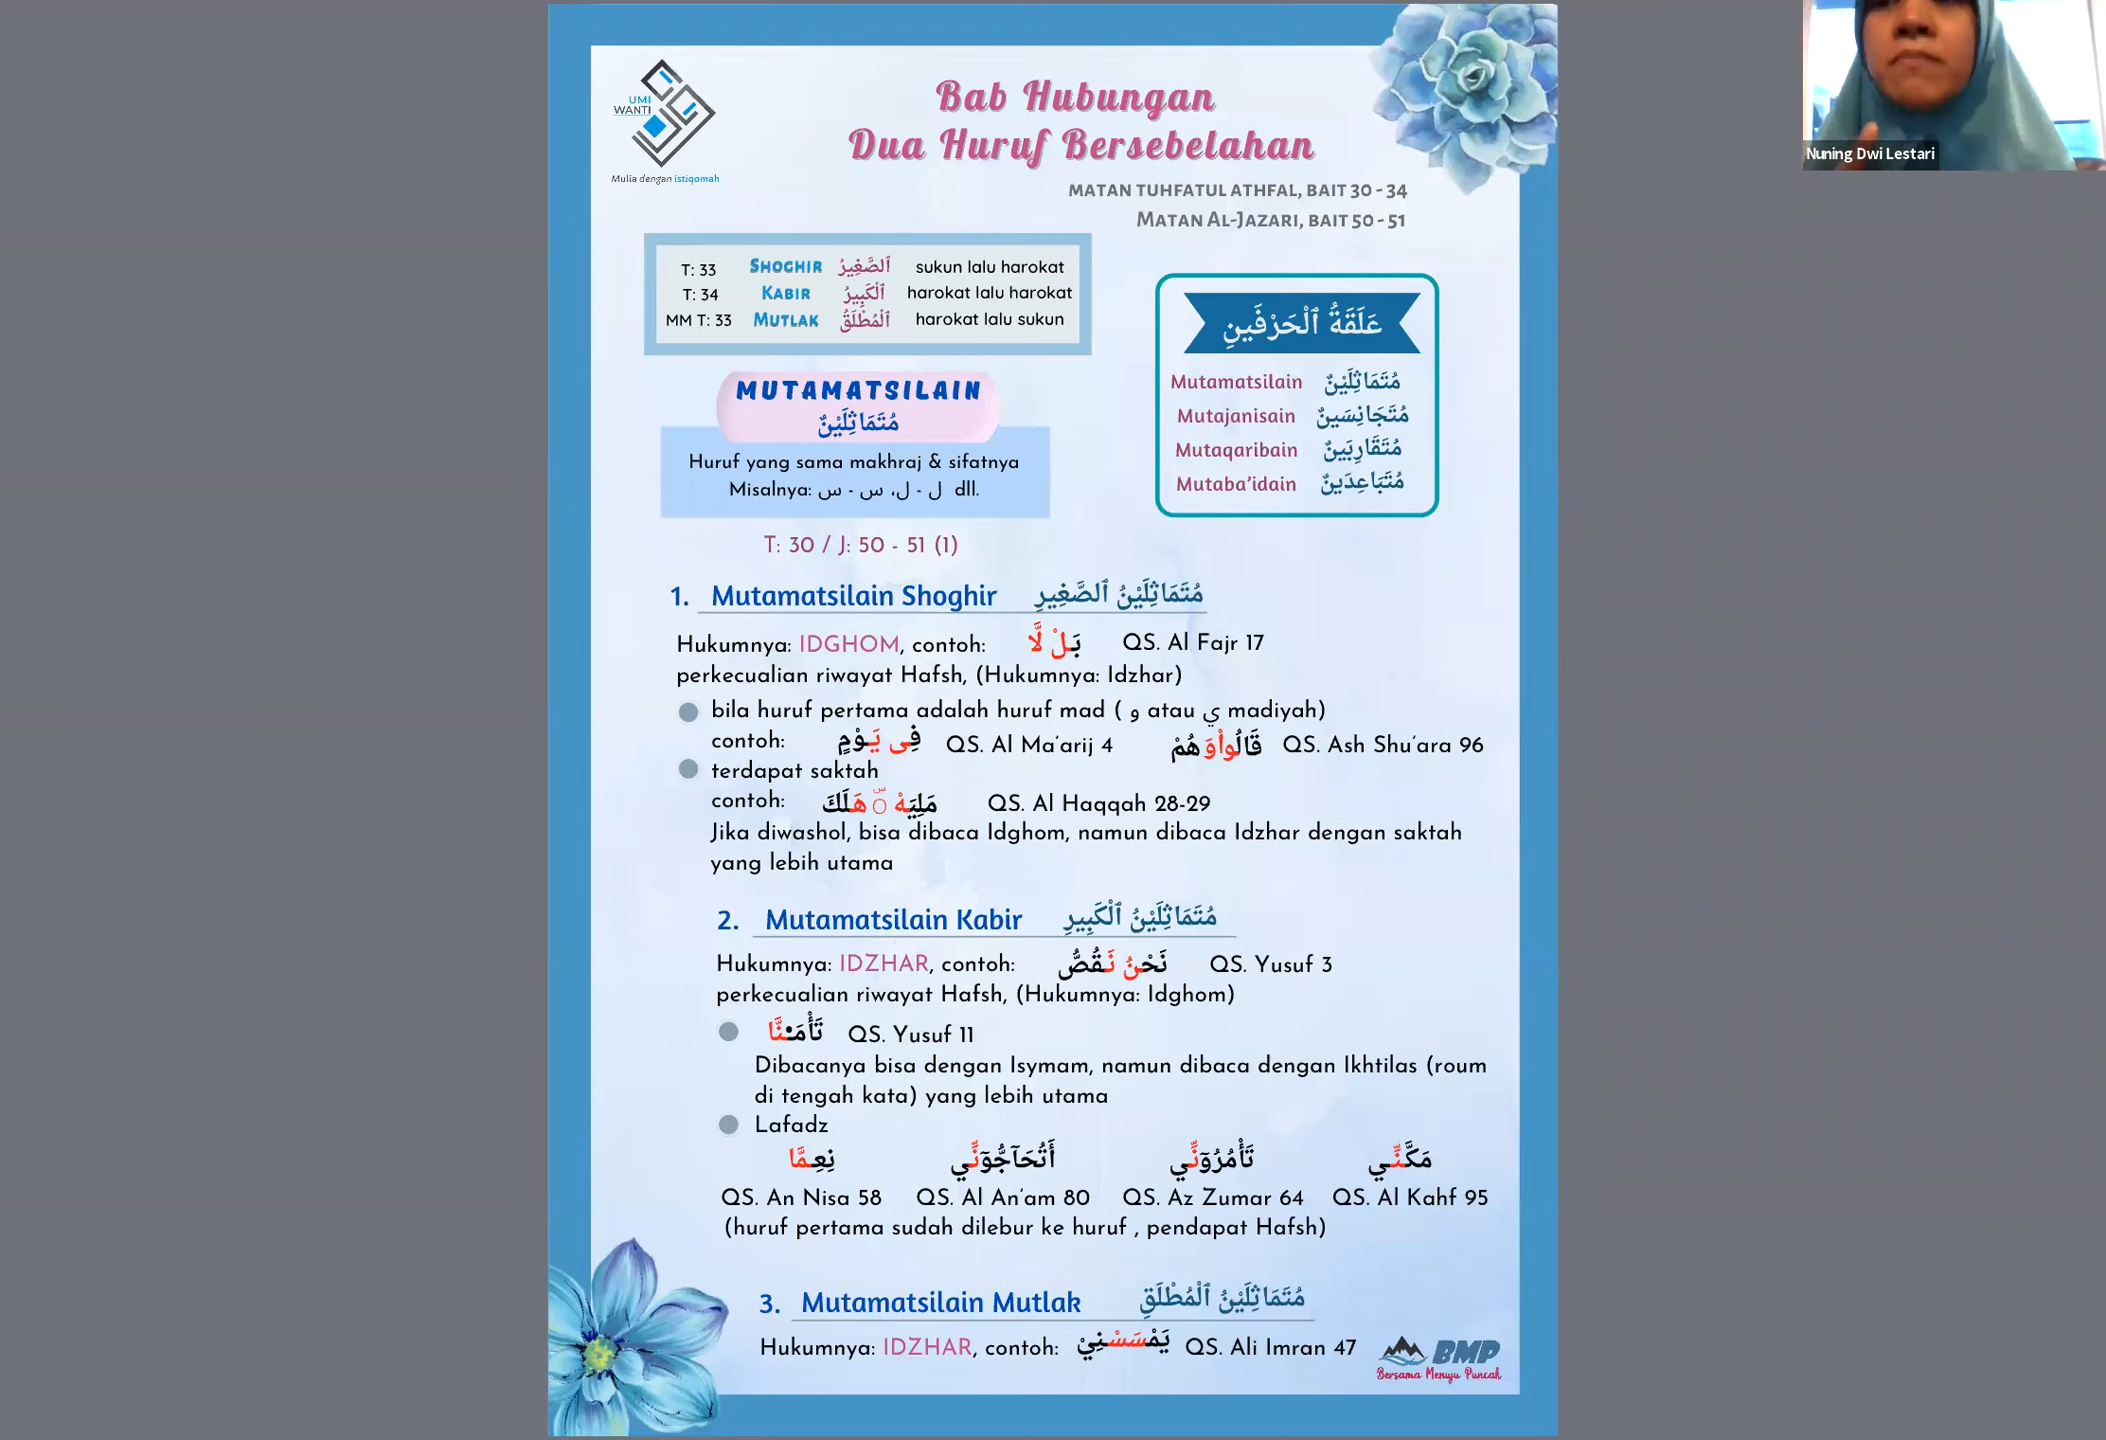 UMI
WANTI
Mulia dengan istiqomah
Bab Hubungan
Dua Huruf Bersebelahan
MATAN TUHFATUL ATHFAL, BAIT 30 - 34
MATAN AL-JAZARI, BAIT 50 - 51
Nuning Dwi Lestari
T: 33 SHOGHIR ٱلصَّغِيرُ sukun lalu harokat
T: 34 KABIR ٱلْكَبِيرُ harokat lalu harokat
MM T: 33 MUTLAK ٱلْمُطْلَقُ harokat lalu sukun
عَلَقَةُ ٱلْحَرْفَينِ
Mutamatsilain مُتَمَاثِلَيْنٌ
Mutajanisain مُتَجَانِسَينٌ
Mutaqaribain مُتَقَارِبَينٌ
Mutaba'idain مُتَبَاعِدَينٌ
MUTAMATSILAIN
مُتَمَاثِلَيْنٌ
Huruf yang sama makhraj & sifatnya
Misalnya: ل - ل، س - س dll.
T: 30 / J: 50 - 51 (1)
1. Mutamatsilain Shoghir مُتَمَاثِلَيْنُ ٱلصَّغِيرِ
Hukumnya: IDGHOM, contoh: بَلْ لَّا QS. Al Fajr 17
perkecualian riwayat Hafsh, (Hukumnya: Idzhar)
bila huruf pertama adalah huruf mad ( و atau ي madiyah)
contoh: فِى يَوْمٍ QS. Al Ma'arij 4 قَالُواْوَهُمْ QS. Ash Shu'ara 96
terdapat saktah
contoh: مَلِيَهْ ۜ هَلَكَ QS. Al Haqqah 28-29
Jika diwashol, bisa dibaca Idghom, namun dibaca Idzhar dengan saktah
yang lebih utama
2. Mutamatsilain Kabir مُتَمَاثِلَيْنُ ٱلْكَبِيرِ
Hukumnya: IDZHAR, contoh: نَحْنُ نَقُصُّ QS. Yusuf 3
perkecualian riwayat Hafsh, (Hukumnya: Idghom)
تَأْمَ۫نَّا QS. Yusuf 11
Dibacanya bisa dengan Isymam, namun dibaca dengan Ikhtilas (roum
di tengah kata) yang lebih utama
Lafadz
نِعِمَّا أَتُحَآجُّوٓنِّي تَأْمُرُوٓنِّي مَكَّنِّي
QS. An Nisa 58 QS. Al An'am 80 QS. Az Zumar 64 QS. Al Kahf 95
(huruf pertama sudah dilebur ke huruf , pendapat Hafsh)
3. Mutamatsilain Mutlak مُتَمَاثِلَيْنُ ٱلْمُطْلَقِ
Hukumnya: IDZHAR, contoh: يَمْسَسْنِيْ QS. Ali Imran 47
BMP
Bersama Menuju Puncak